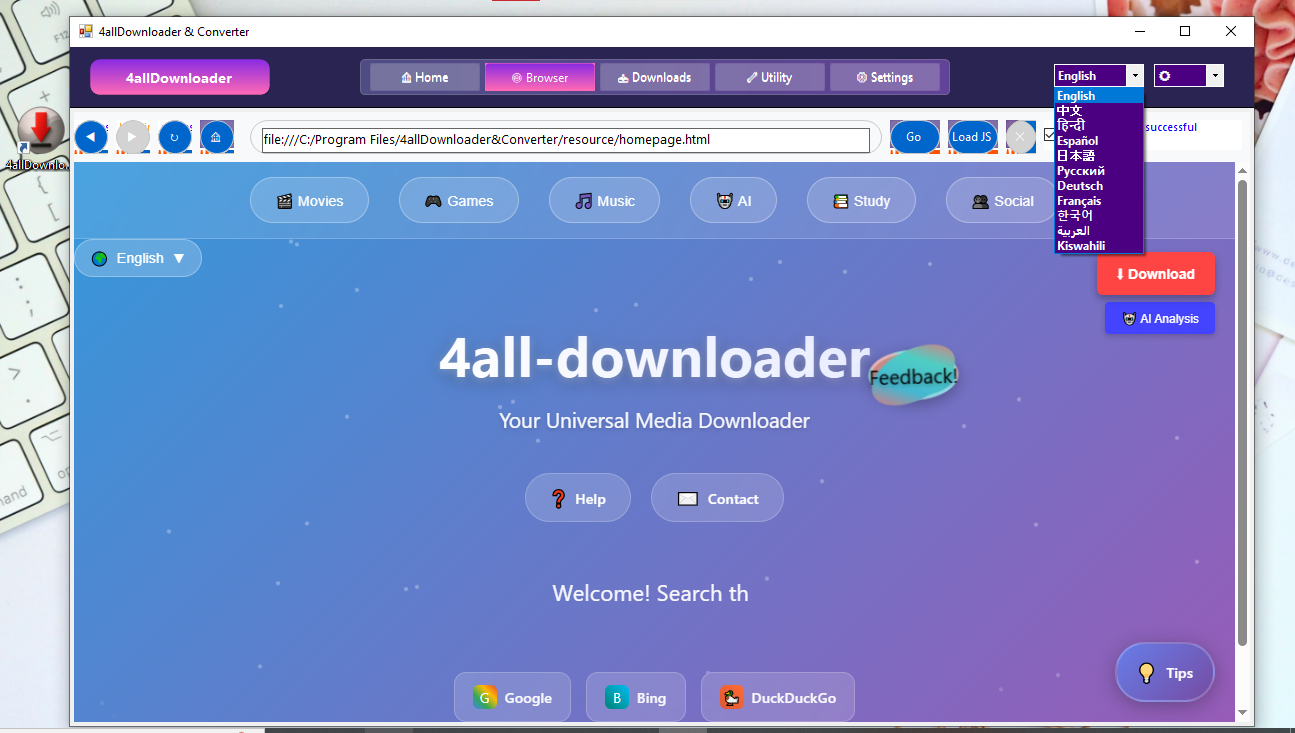 4allDownloader & Converter
4allDownloader
Home
Browser
Downloads
Utility
Settings
English
English
中文
हिन्दी
Español
日本語
Русский
Deutsch
Français
한국어
العربية
Kiswahili
file:///C:/Program Files/4allDownloader&Converter/resource/homepage.html
Go
Load JS
successful
Movies
Games
Music
AI
Study
Social
English ▼
Download
AI Analysis
4all-downloader
Feedback!
Your Universal Media Downloader
Help
Contact
Welcome! Search th
G Google
B Bing
DuckDuckGo
Tips
4allDownlo...
F12